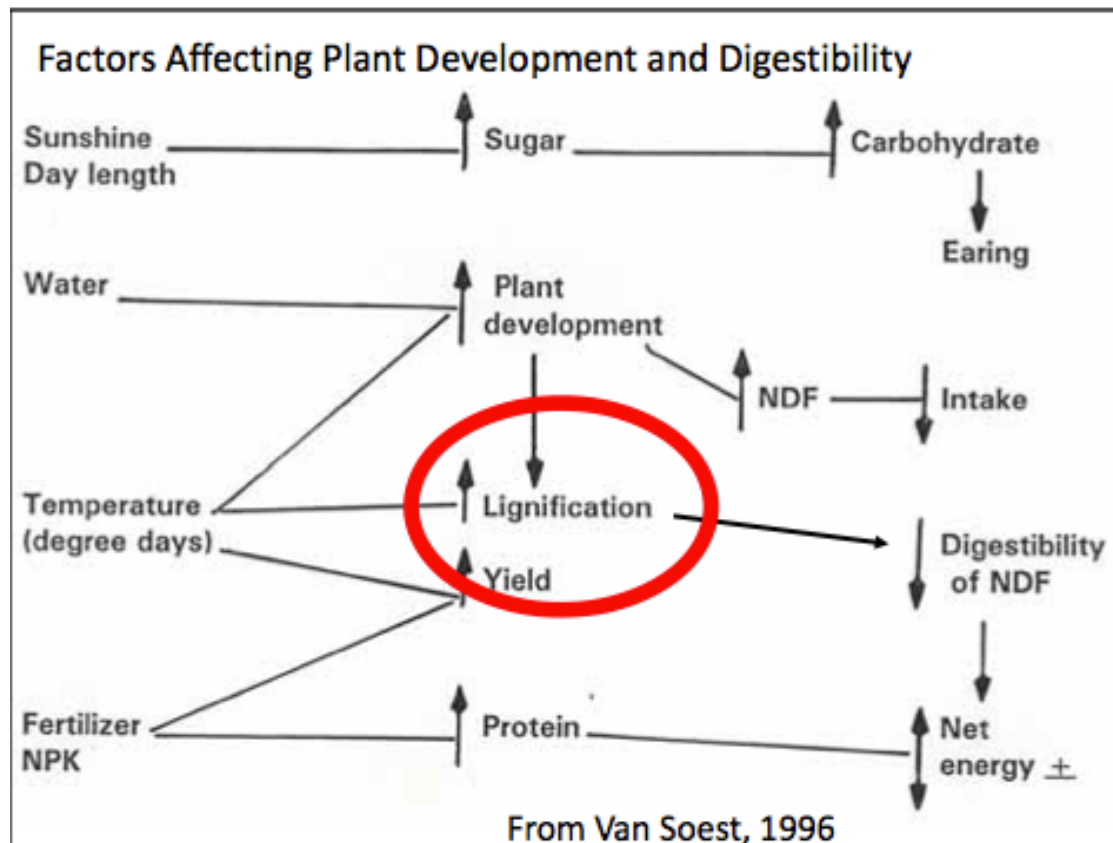 Factors Affecting Plant Development and Digestibility
Sunshine
Day length
Sugar
Carbohydrate
Earing
Water
Plant
development
NDF
Intake
Temperature
(degree days)
Lignification
Yield
Digestibility
of NDF
Fertilizer
NPK
Protein
Net
energy ±
From Van Soest, 1996